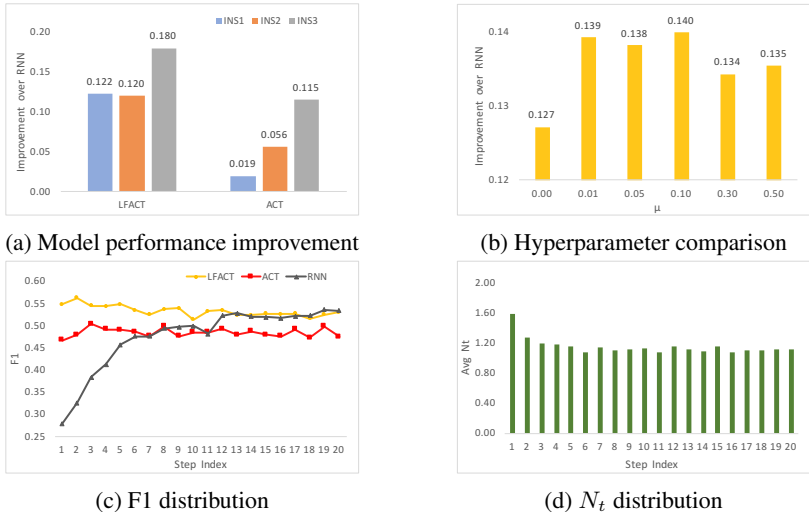 INS1 INS2 INS3
Improvement over RNN
0.20
0.15
0.10
0.05
0.00
0.122
0.120
0.180
0.019
0.056
0.115
LFACT ACT
(a) Model performance improvement
Improvement over RNN
0.14
0.13
0.12
0.127
0.139
0.138
0.140
0.134
0.135
0.00 0.01 0.05 0.10 0.30 0.50
μ
(b) Hyperparameter comparison
LFACT ACT RNN
F1
0.60
0.55
0.50
0.45
0.40
0.35
0.30
0.25
1 2 3 4 5 6 7 8 9 10 11 12 13 14 15 16 17 18 19 20
Step Index
(c) F1 distribution
Avg Nt
2.00
1.60
1.20
0.80
0.40
0.00
1 2 3 4 5 6 7 8 9 10 11 12 13 14 15 16 17 18 19 20
Step Index
(d) Nt distribution